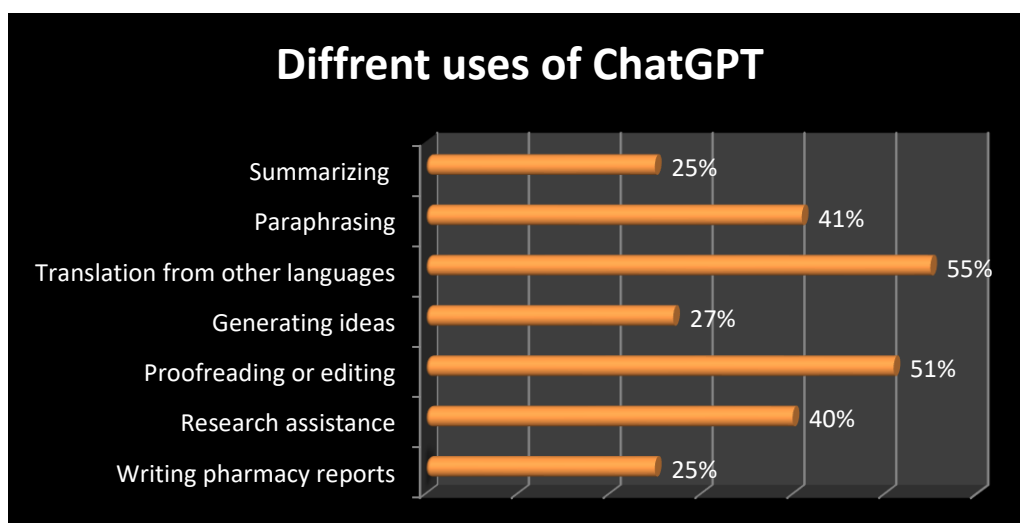 Diffrent uses of ChatGPT
Summarizing 25%
Paraphrasing 41%
Translation from other languages 55%
Generating ideas 27%
Proofreading or editing 51%
Research assistance 40%
Writing pharmacy reports 25%